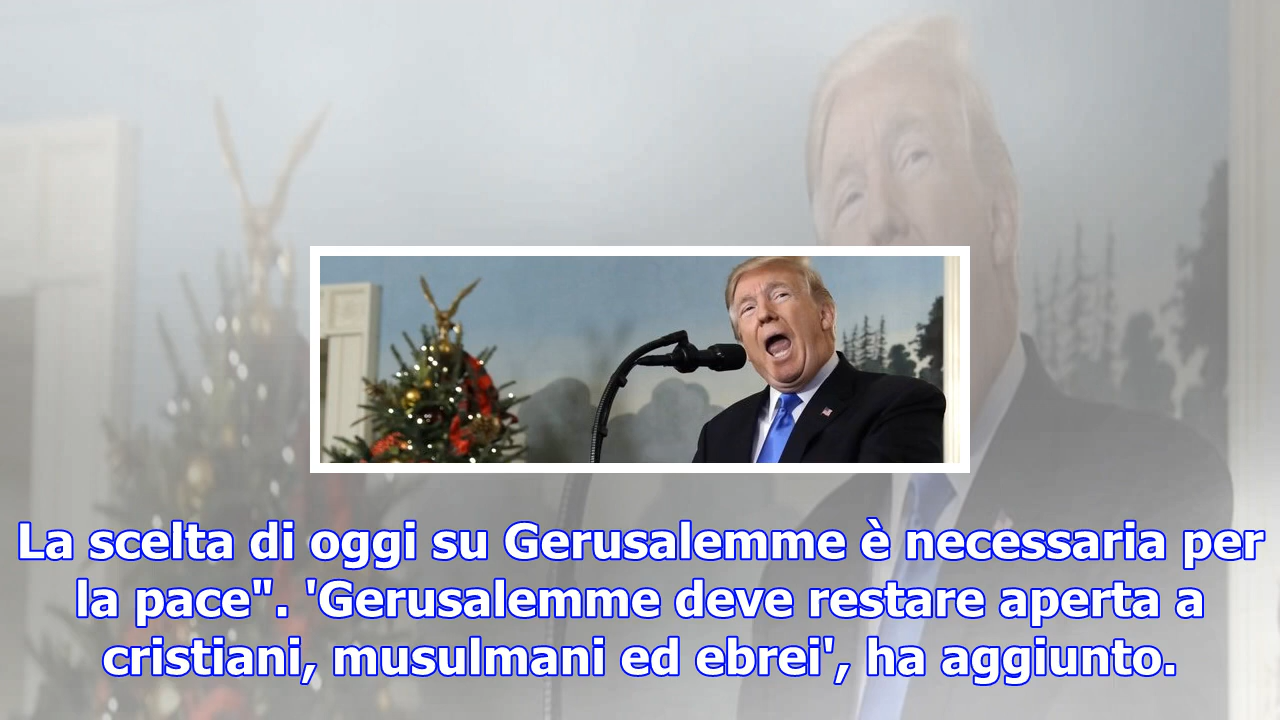 La scelta di oggi su Gerusalemme è necessaria per
la pace". 'Gerusalemme deve restare aperta a
cristiani, musulmani ed ebrei', ha aggiunto.